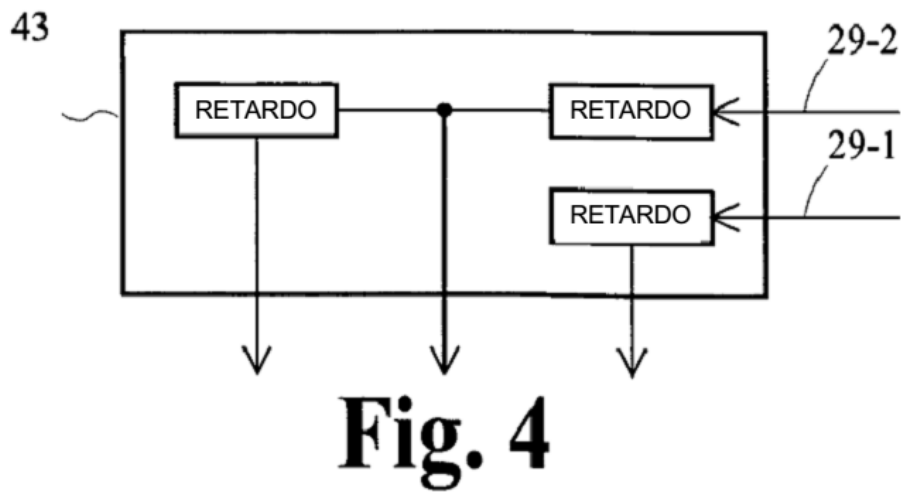 43
29-2
RETARDO
RETARDO
29-1
RETARDO
Fig. 4